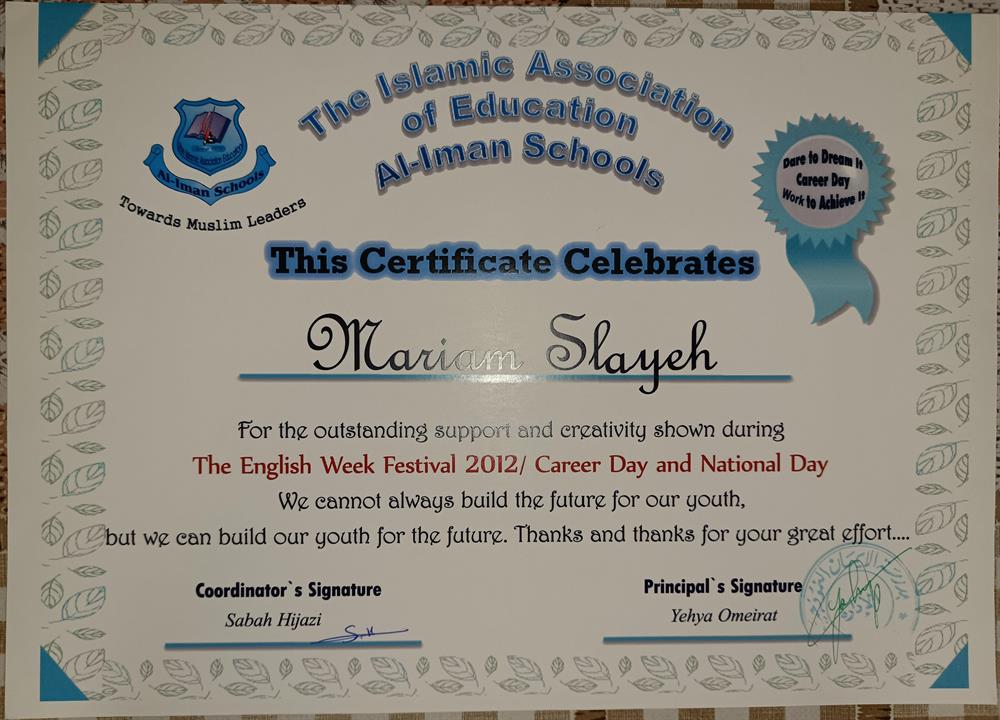 The Islamic Association
of Education
Al-Iman Schools
Al-Iman Schools
Towards Muslim Leaders
Dare to Dream It
Career Day
Work to Achieve It
This Certificate Celebrates
Mariam Slayeh
For the outstanding support and creativity shown during
The English Week Festival 2012/ Career Day and National Day
We cannot always build the future for our youth,
but we can build our youth for the future. Thanks and thanks for your great effort....
Coordinator`s Signature
Sabah Hijazi
S.H
Principal`s Signature
Yehya Omeirat